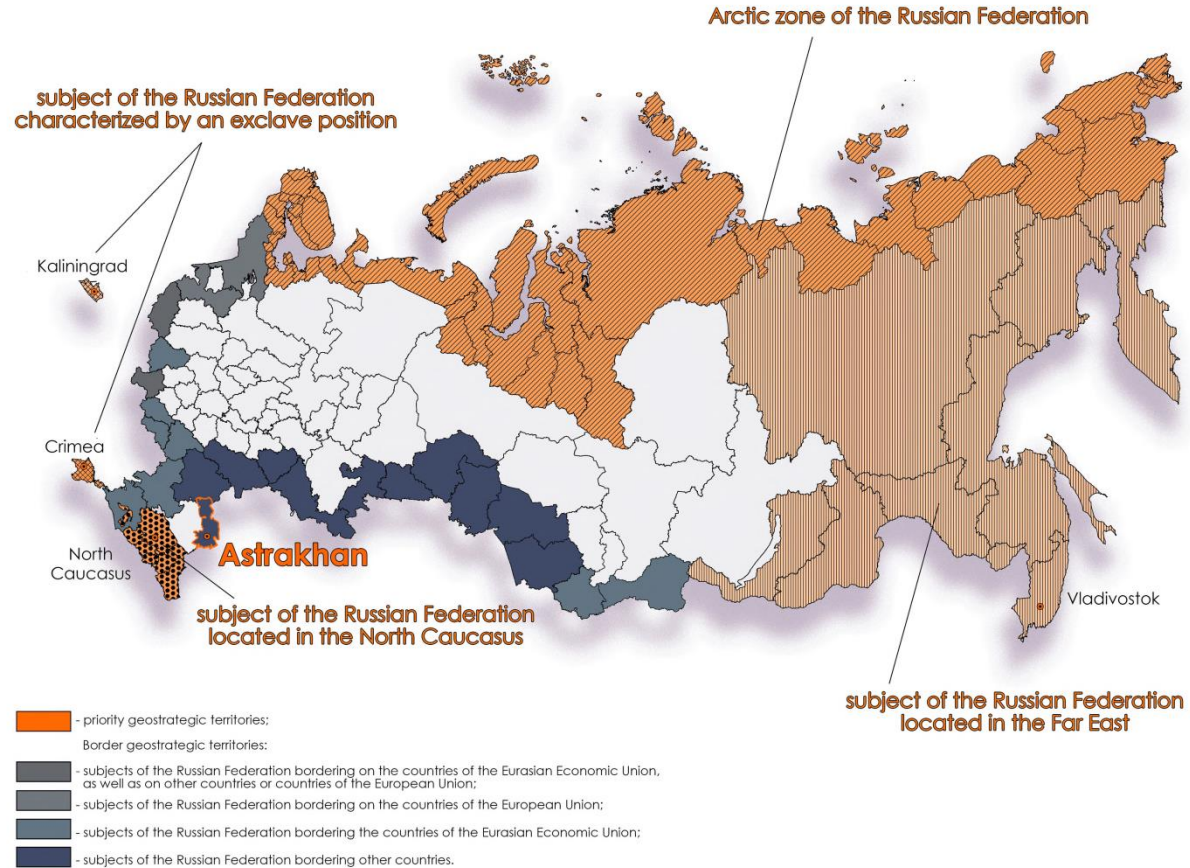 Arctic zone of the Russian Federation
subject of the Russian Federation
characterized by an exclave position
Kaliningrad
Crimea
North
Caucasus
Astrakhan
subject of the Russian Federation
located in the North Caucasus
Vladivostok
subject of the Russian Federation
located in the Far East
- priority geostrategic territories;
Border geostrategic territories:
- subjects of the Russian Federation bordering on the countries of the Eurasian Economic Union,
as well as on other countries or countries of the European Union;
- subjects of the Russian Federation bordering on the countries of the European Union;
- subjects of the Russian Federation bordering the countries of the Eurasian Economic Union;
- subjects of the Russian Federation bordering other countries.